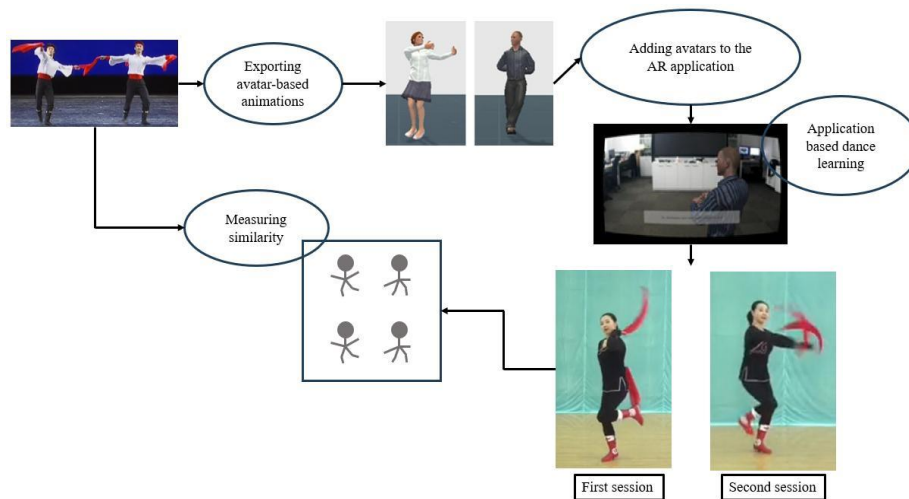 Exporting
avatar-based
animations
Adding avatars to the
AR application
Application
based dance
learning
Measuring
similarity
First session
Second session